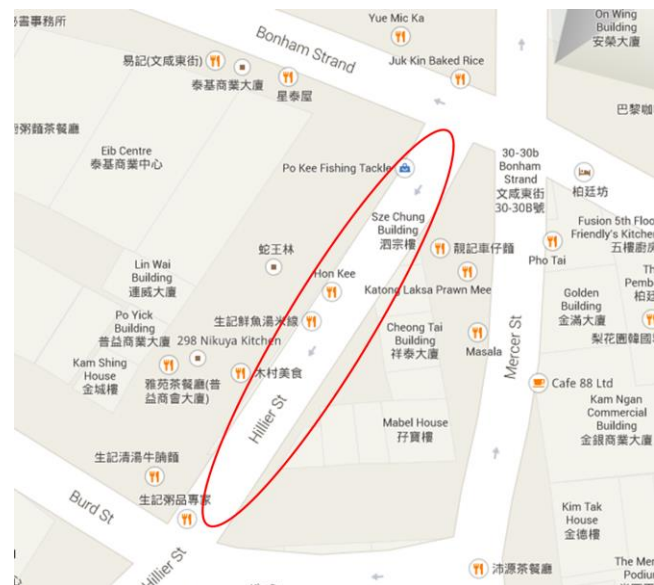 書事務所
Yue Mic Ka
On Wing
Building
安榮大廈
Bonham Strand
易記(文咸東街)
泰基商業大廈
星泰屋
Juk Kin Baked Rice
巴黎咖
粥麵茶餐廳
Eib Centre
泰基商業中心
Po Kee Fishing Tackle
30-30b
Bonham
Strand
文咸東街
30-30B號
柏廷坊
Sze Chung
Building
泗宗樓
Fusion 5th Floo
Friendly's Kitchen
五樓廚房
靚記車仔麵
Pho Tai
蛇王林
Lin Wai
Building
連威大廈
Hon Kee
Katong Laksa Prawn Mee
Th
Pemb
柏廷
Golden
Building
金滿大廈
Po Yick
Building
普益商業大廈
生記鮮魚湯米線
298 Nikuya Kitchen
Cheong Tai
Building
祥泰大廈
Masala
Mercer St
梨花園韓國
Kam Shing
House
金城樓
雅苑茶餐廳(普
益商會大廈)
木村美食
Cafe 88 Ltd
Kam Ngan
Commercial
Building
金銀商業大廈
Hillier St
Mabel House
孖寶樓
生記清湯牛腩麵
Burd St
生記粥品專家
Kim Tak
House
金德樓
Hillier St
沛源茶餐廳
The Mer
Podiu